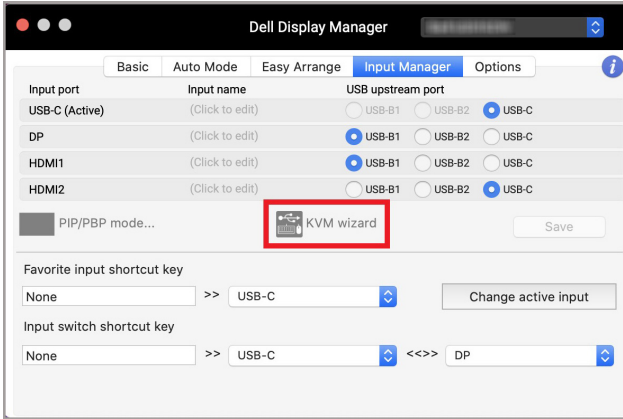 Dell Display Manager
Basic Auto Mode Easy Arrange Input Manager Options i
Input port Input name USB upstream port
USB-C (Active) (Click to edit) USB-B1 USB-B2 USB-C
DP (Click to edit) USB-B1 USB-B2 USB-C
HDMI1 (Click to edit) USB-B1 USB-B2 USB-C
HDMI2 (Click to edit) USB-B1 USB-B2 USB-C
PIP/PBP mode... KVM wizard Save
Favorite input shortcut key
None >> USB-C Change active input
Input switch shortcut key
None >> USB-C <<>> DP